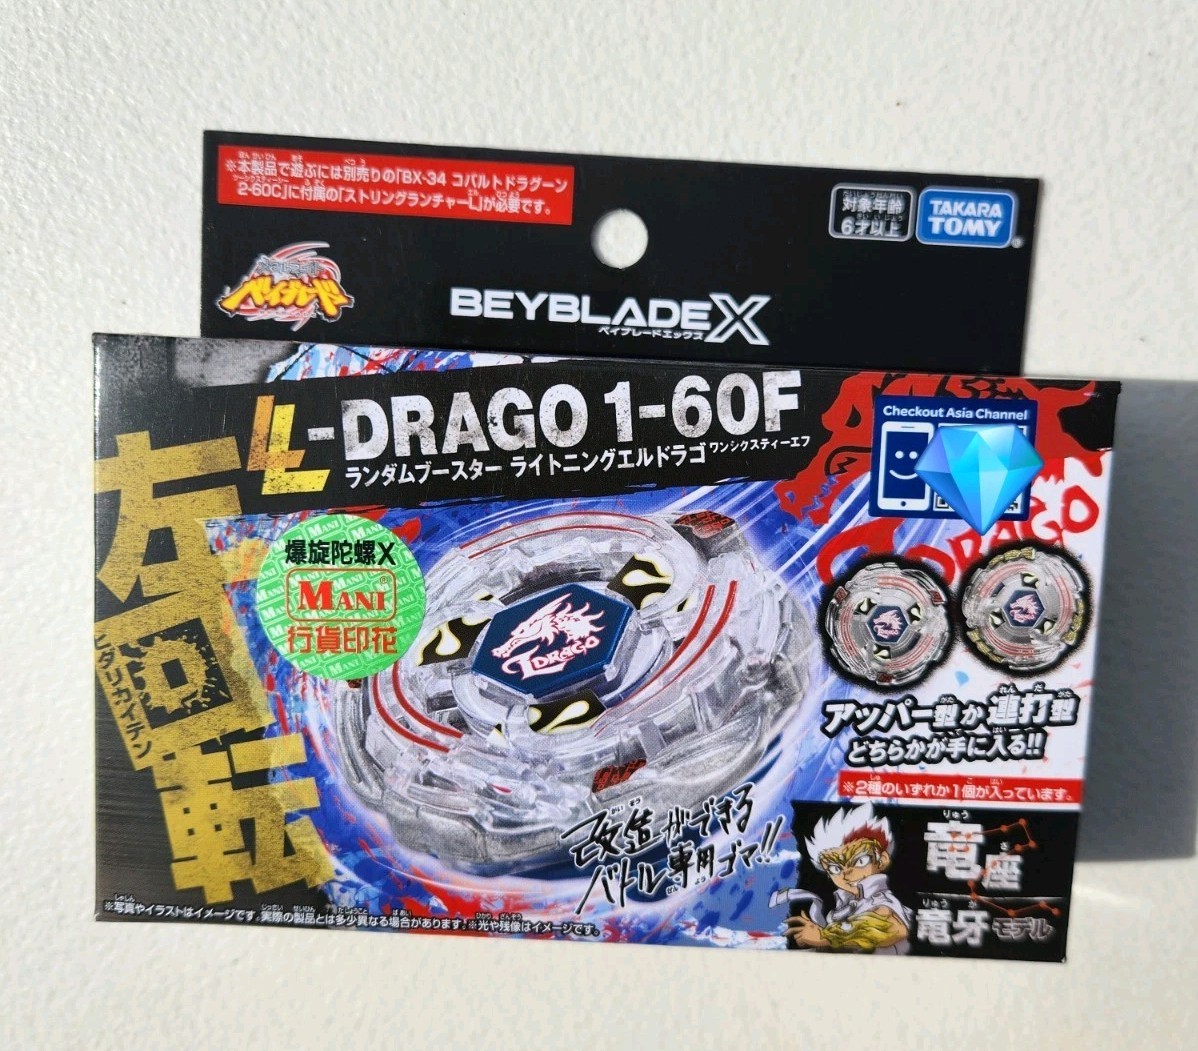 ※本製品で遊ぶには別売りの「BX-34 コバルトドラグーン
2-60C」に付属の「ストリングランチャーL」が必要です。
対象年齢
6才以上
TAKARA
TOMY
ベイブレード
BEYBLADE X
ベイブレードエックス
L-DRAGO 1-60F
ランダムブースター ライトニングエルドラゴ ワンシクスティーエフ
左回転
ヒダリカイテン
Checkout Asia Channel
爆旋陀螺X
MANI
行貨印花
L DRAGO
DRAGO
アッパー型か連打型
どちらかが手に入る!!
※2種のいずれか1個が入っています。
改造ができる
バトル専用ゴマ!!
竜座
竜牙モデル
※写真やイラストはイメージです。実際の製品とは多少異なる場合があります。※光や残像はイメージです。